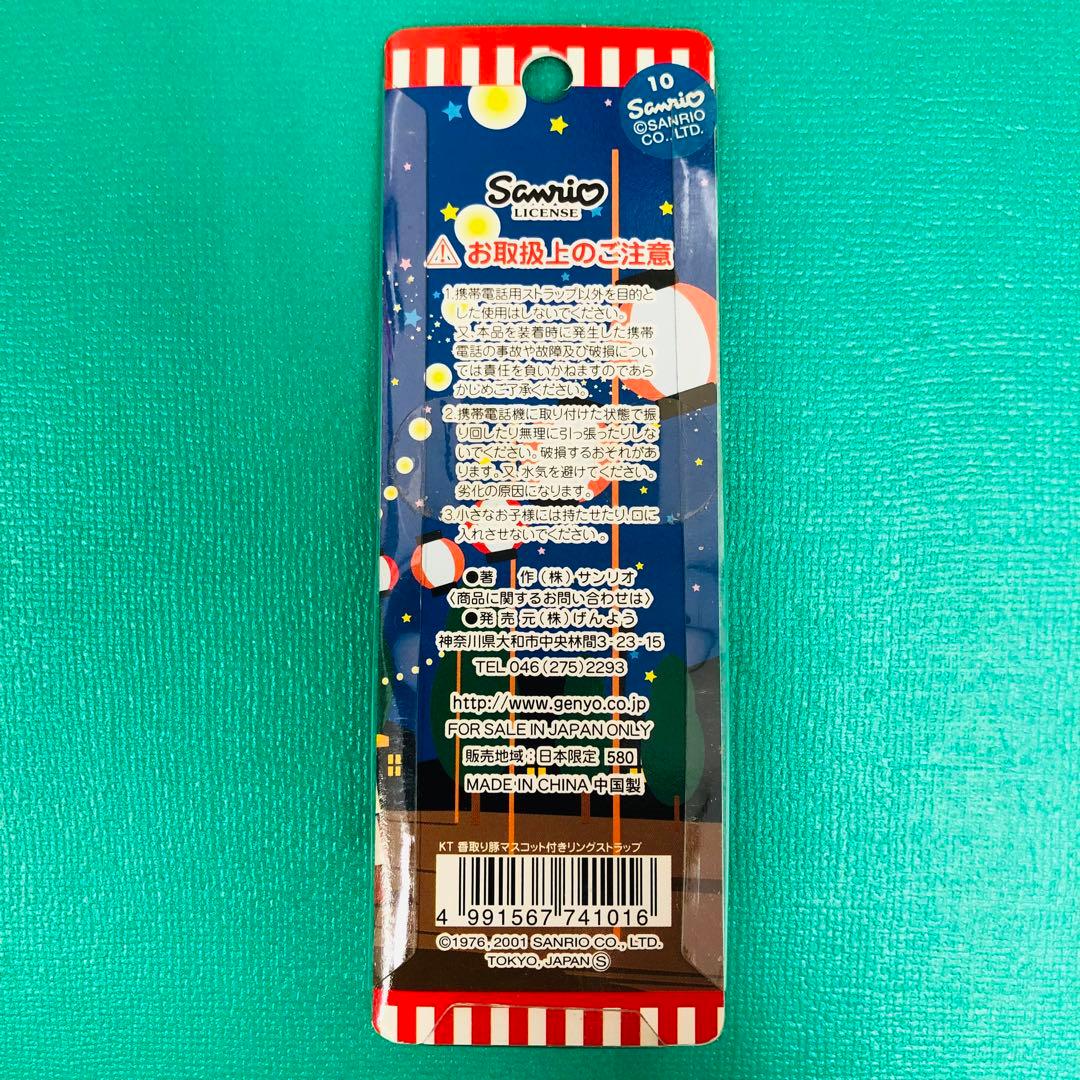 10
Sanrio
©SANRIO
CO., LTD.
Sanrio
LICENSE
お取扱上のご注意
1.携帯電話用ストラップ以外を目的と
した使用はしないでください。
又、本品を装着時に発生した携帯
電話の事故や故障及び破損につい
ては責任を負いかねますのであら
かじめご了承ください。
2.携帯電話機に取り付けた状態で振
り回したり無理に引っ張ったりしな
いでください。破損するおそれがあ
ります。又、水気を避けてください。
劣化の原因になります。
3.小さなお子様には持たせたり、口に
入れさせないでください。
●著 作(株)サンリオ
〈商品に関するお問い合わせは〉
●発売元(株)げんよう
神奈川県大和市中央林間3-23-15
TEL 046(275)2293
http://www.genyo.co.jp
FOR SALE IN JAPAN ONLY
販売地域:日本限定 580
MADE IN CHINA 中国製
KT 香取り豚マスコット付きリングストラップ
4 991567 741016
©1976, 2001 SANRIO CO., LTD.
TOKYO, JAPAN Ⓢ